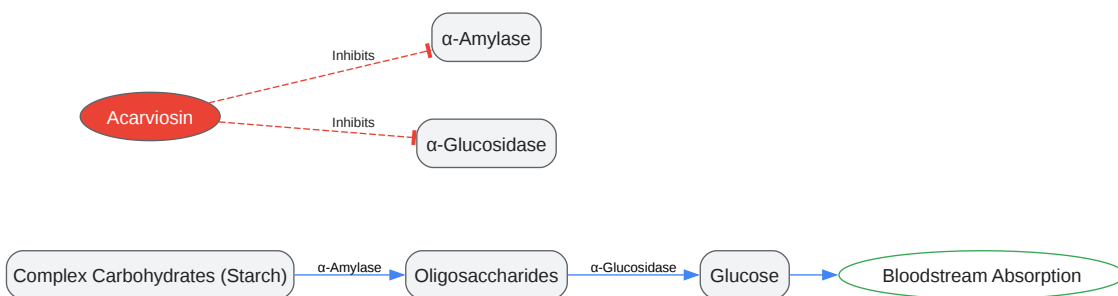 α-Amylase
Inhibits
Acarviosin
Inhibits
α-Glucosidase
Complex Carbohydrates (Starch)
α-Amylase
Oligosaccharides
α-Glucosidase
Glucose
Bloodstream Absorption